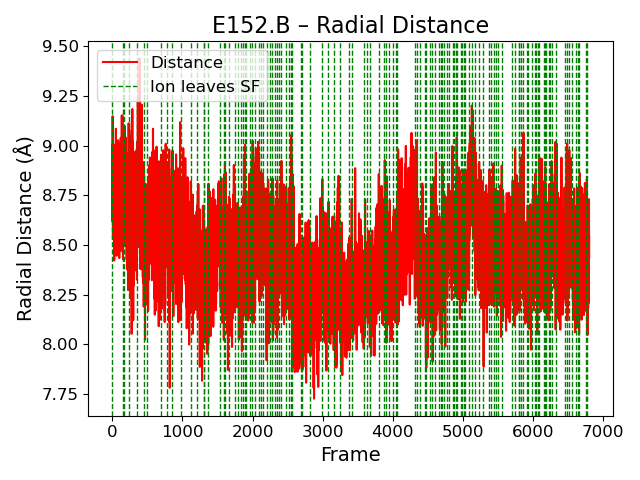 E152.B – Radial Distance
Distance
Ion leaves SF
Radial Distance (Å)
9.50
9.25
9.00
8.75
8.50
8.25
8.00
7.75
0 1000 2000 3000 4000 5000 6000 7000
Frame